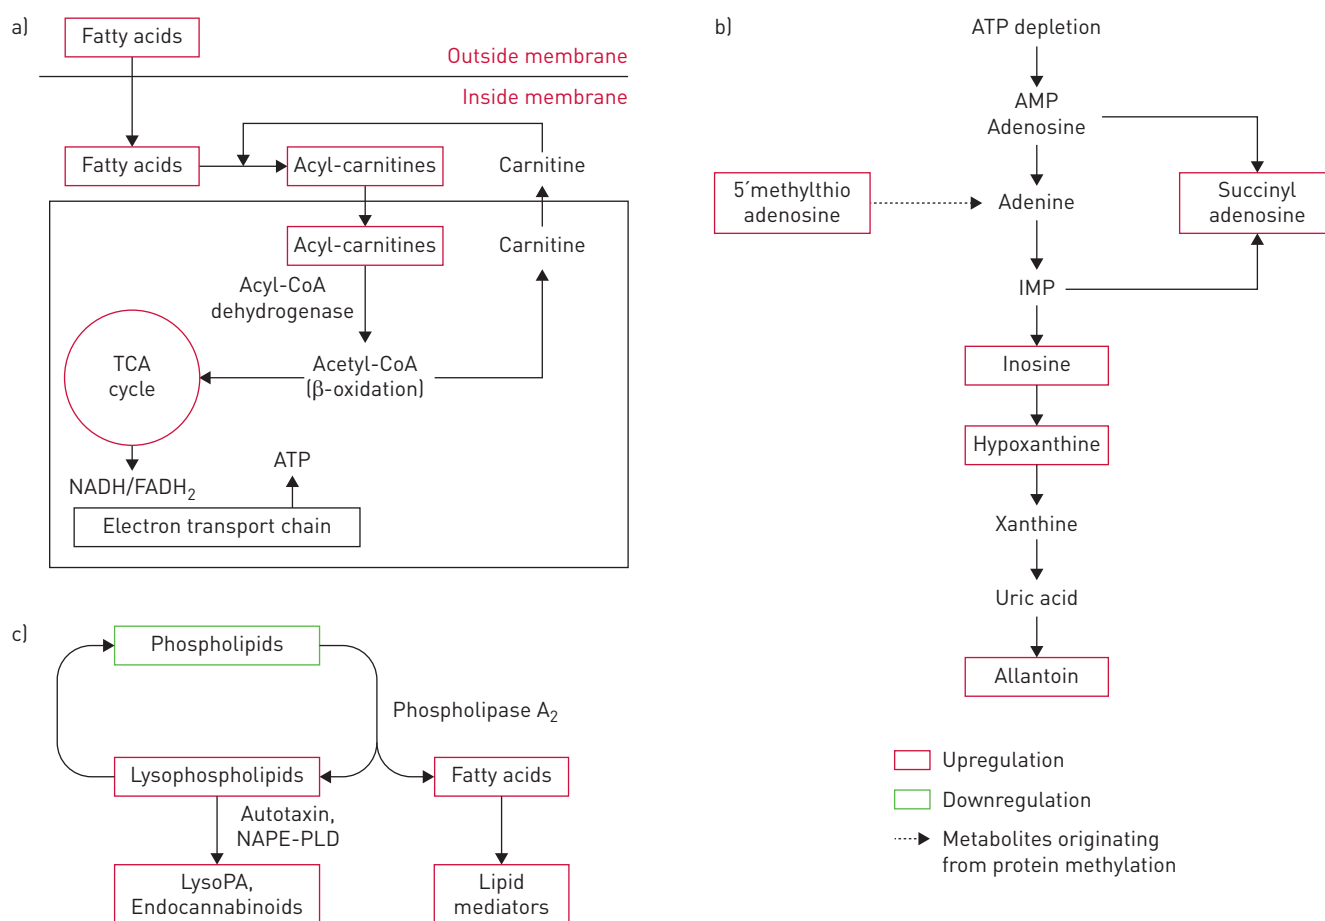 a)
Fatty acids
Outside membrane
Inside membrane
Fatty acids
Acyl-carnitines
Carnitine
Acyl-carnitines
Carnitine
Acyl-CoA
dehydrogenase
TCA
cycle
Acetyl-CoA
(β-oxidation)
ATP
NADH/FADH2
Electron transport chain
b)
ATP depletion
AMP
Adenosine
5´methylthio
adenosine
Adenine
Succinyl
adenosine
IMP
Inosine
Hypoxanthine
Xanthine
Uric acid
Allantoin
c)
Phospholipids
Phospholipase A2
Lysophospholipids
Fatty acids
Autotaxin,
NAPE-PLD
LysoPA,
Endocannabinoids
Lipid
mediators
Upregulation
Downregulation
Metabolites originating
from protein methylation